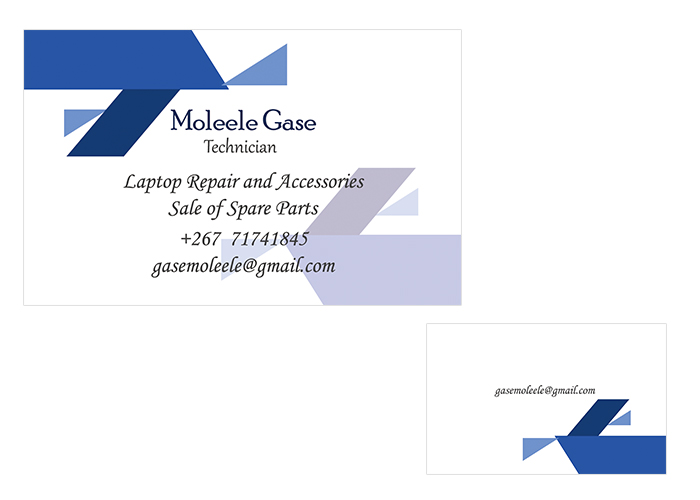 Moleele Gase
Technician
Laptop Repair and Accessories
Sale of Spare Parts
+267 71741845
gasemoleele@gmail.com
gasemoleele@gmail.com